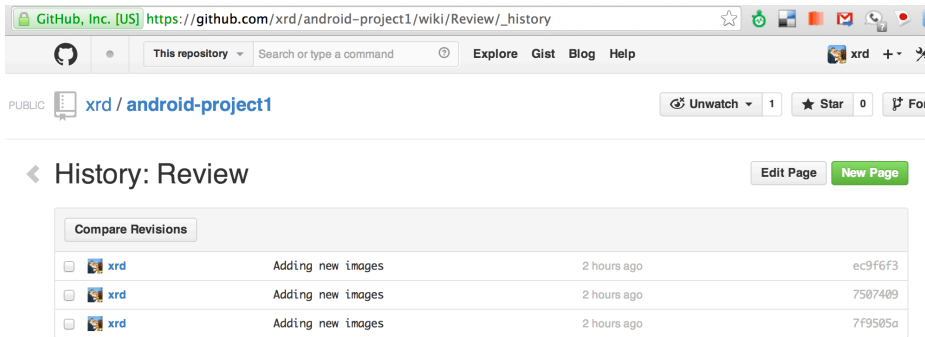 GitHub, Inc. [US] https://github.com/xrd/android-project1/wiki/Review/_history
This repository Search or type a command Explore Gist Blog Help xrd
PUBLIC xrd / android-project1 Unwatch 1 Star 0 Fo
History: Review Edit Page New Page
Compare Revisions
xrd Adding new images 2 hours ago ec9f6f3
xrd Adding new images 2 hours ago 7507409
xrd Adding new images 2 hours ago 7f9505a